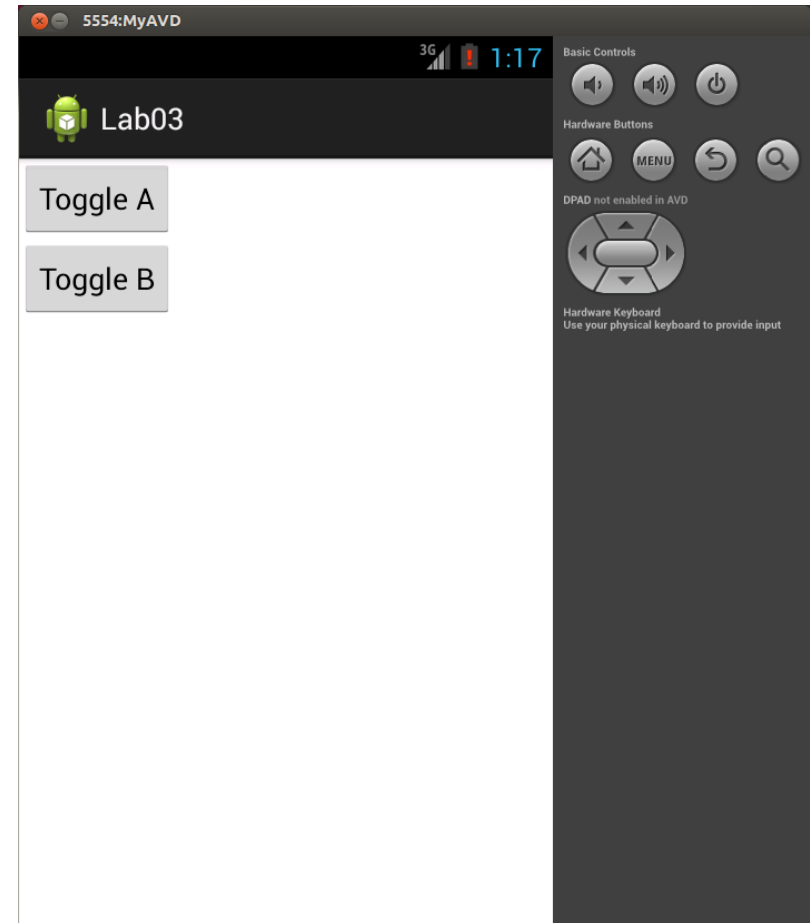 5554:MyAVD
3G 1:17
Lab03
Toggle A
Toggle B
Basic Controls
Hardware Buttons
MENU
DPAD not enabled in AVD
Hardware Keyboard
Use your physical keyboard to provide input